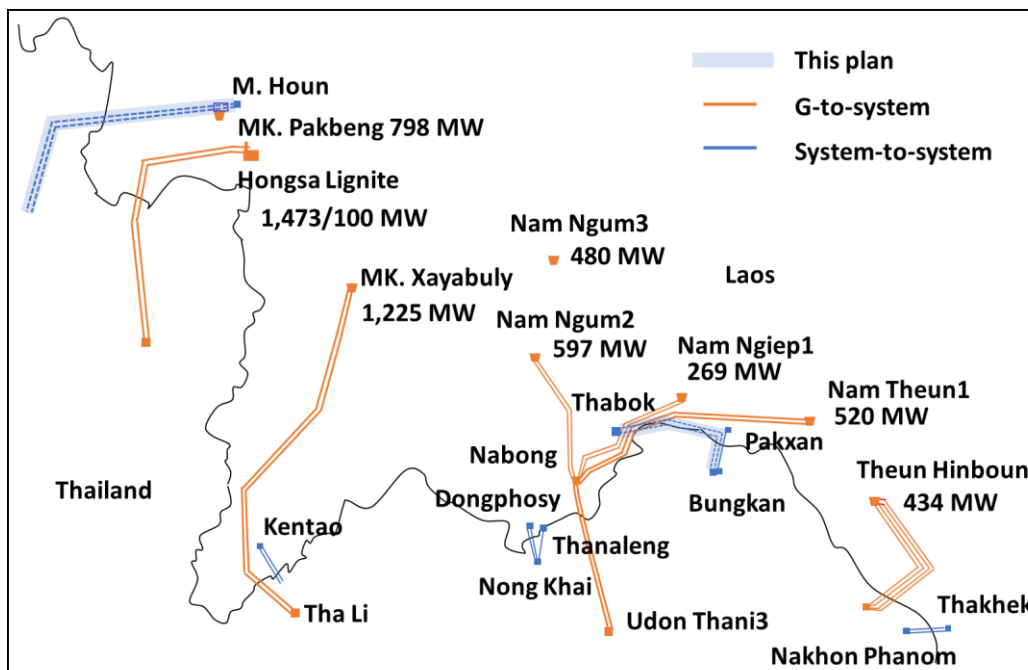 This plan
G-to-system
System-to-system
M. Houn
MK. Pakbeng 798 MW
Hongsa Lignite
1,473/100 MW
MK. Xayabuly
1,225 MW
Nam Ngum3
480 MW
Laos
Nam Ngum2
597 MW
Nam Ngiep1
269 MW
Nam Theun1
520 MW
Thabok
Pakxan
Nabong
Theun Hinboun
434 MW
Thailand
Dongphosy
Bungkan
Kentao
Thanaleng
Nong Khai
Tha Li
Udon Thani3
Thakhek
Nakhon Phanom